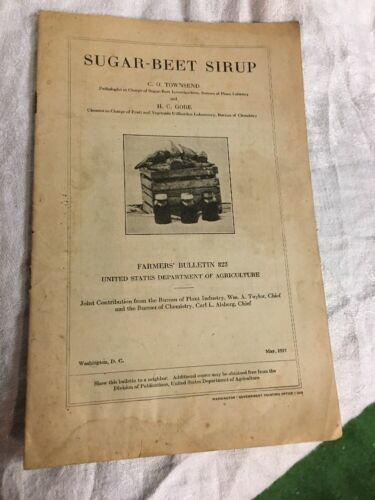 SUGAR-BEET SIRUP
C. O. TOWNSEND
Pathologist in Charge of Sugar-Beet Investigations, Bureau of Plant Industry
and
H. C. GORE
Chemist in Charge of Fruit and Vegetable Utilization Laboratory, Bureau of Chemistry
FARMERS' BULLETIN 823
UNITED STATES DEPARTMENT OF AGRICULTURE
Joint Contribution from the Bureau of Plant Industry, Wm. A. Taylor, Chief
and the Bureau of Chemistry, Carl L. Alsberg, Chief
Washington, D. C.
May, 1917
Show this bulletin to a neighbor. Additional copies may be obtained free from the
Division of Publications, United States Department of Agriculture
WASHINGTON : GOVERNMENT PRINTING OFFICE :